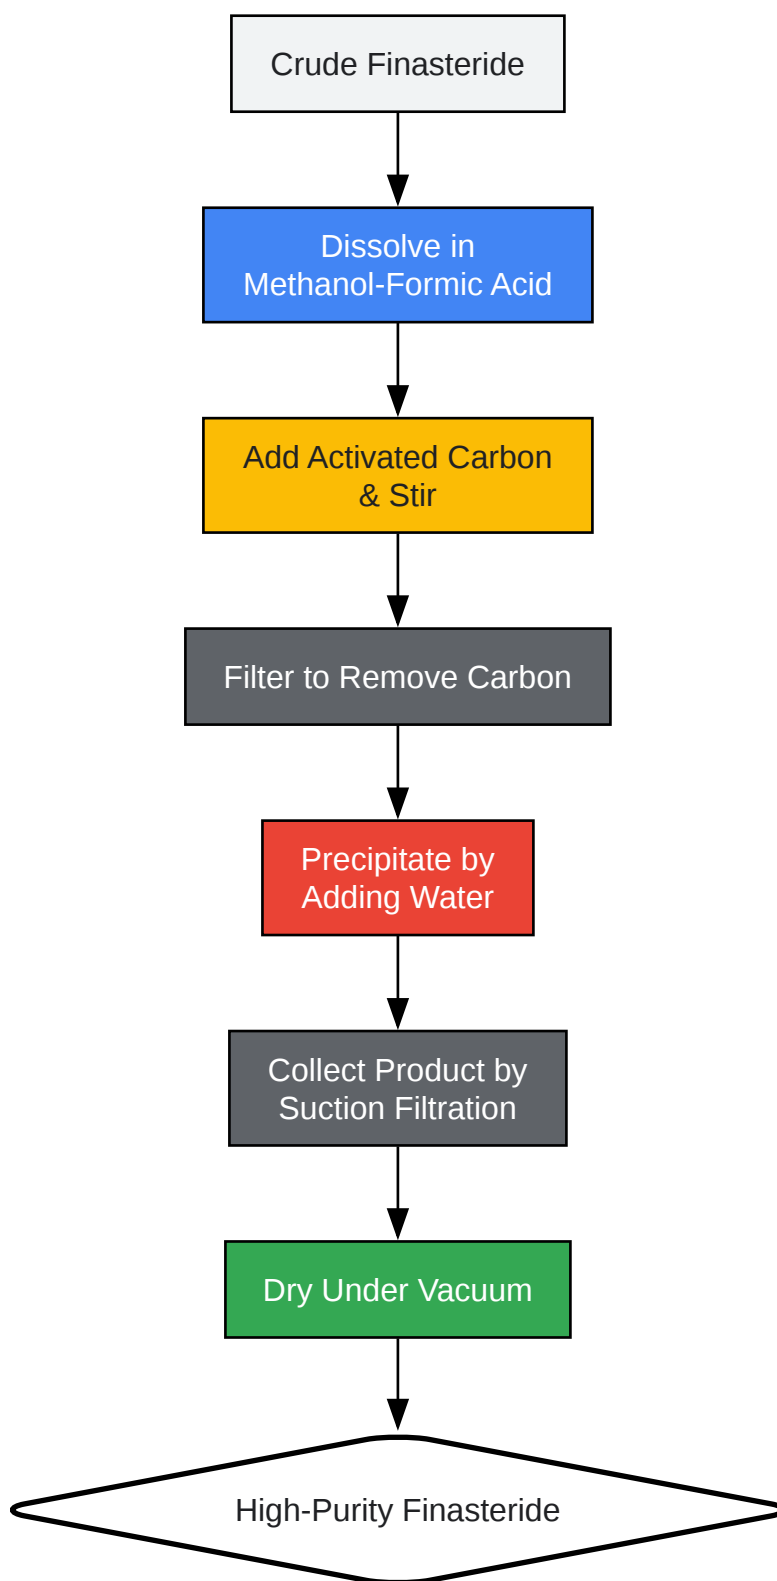 Crude Finasteride
Dissolve in
Methanol-Formic Acid
Add Activated Carbon
& Stir
Filter to Remove Carbon
Precipitate by
Adding Water
Collect Product by
Suction Filtration
Dry Under Vacuum
High-Purity Finasteride